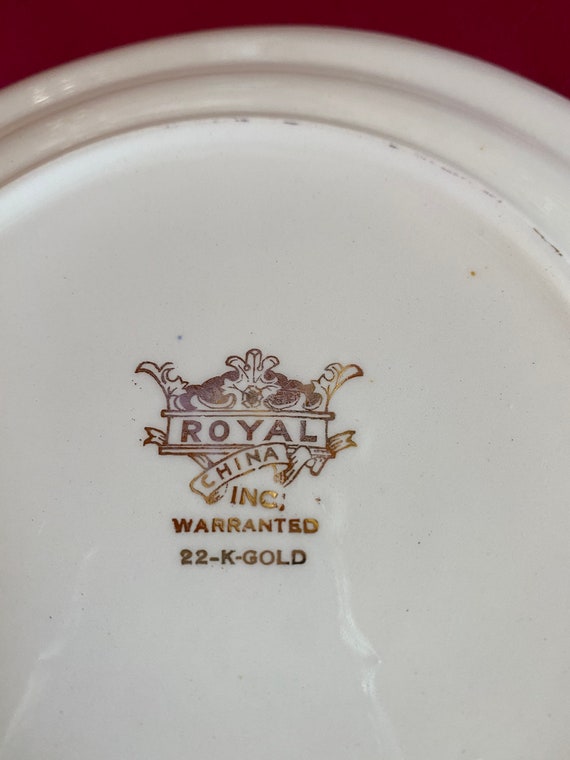 ROYAL
CHINA
INC;
WARRANTED
22-K-GOLD